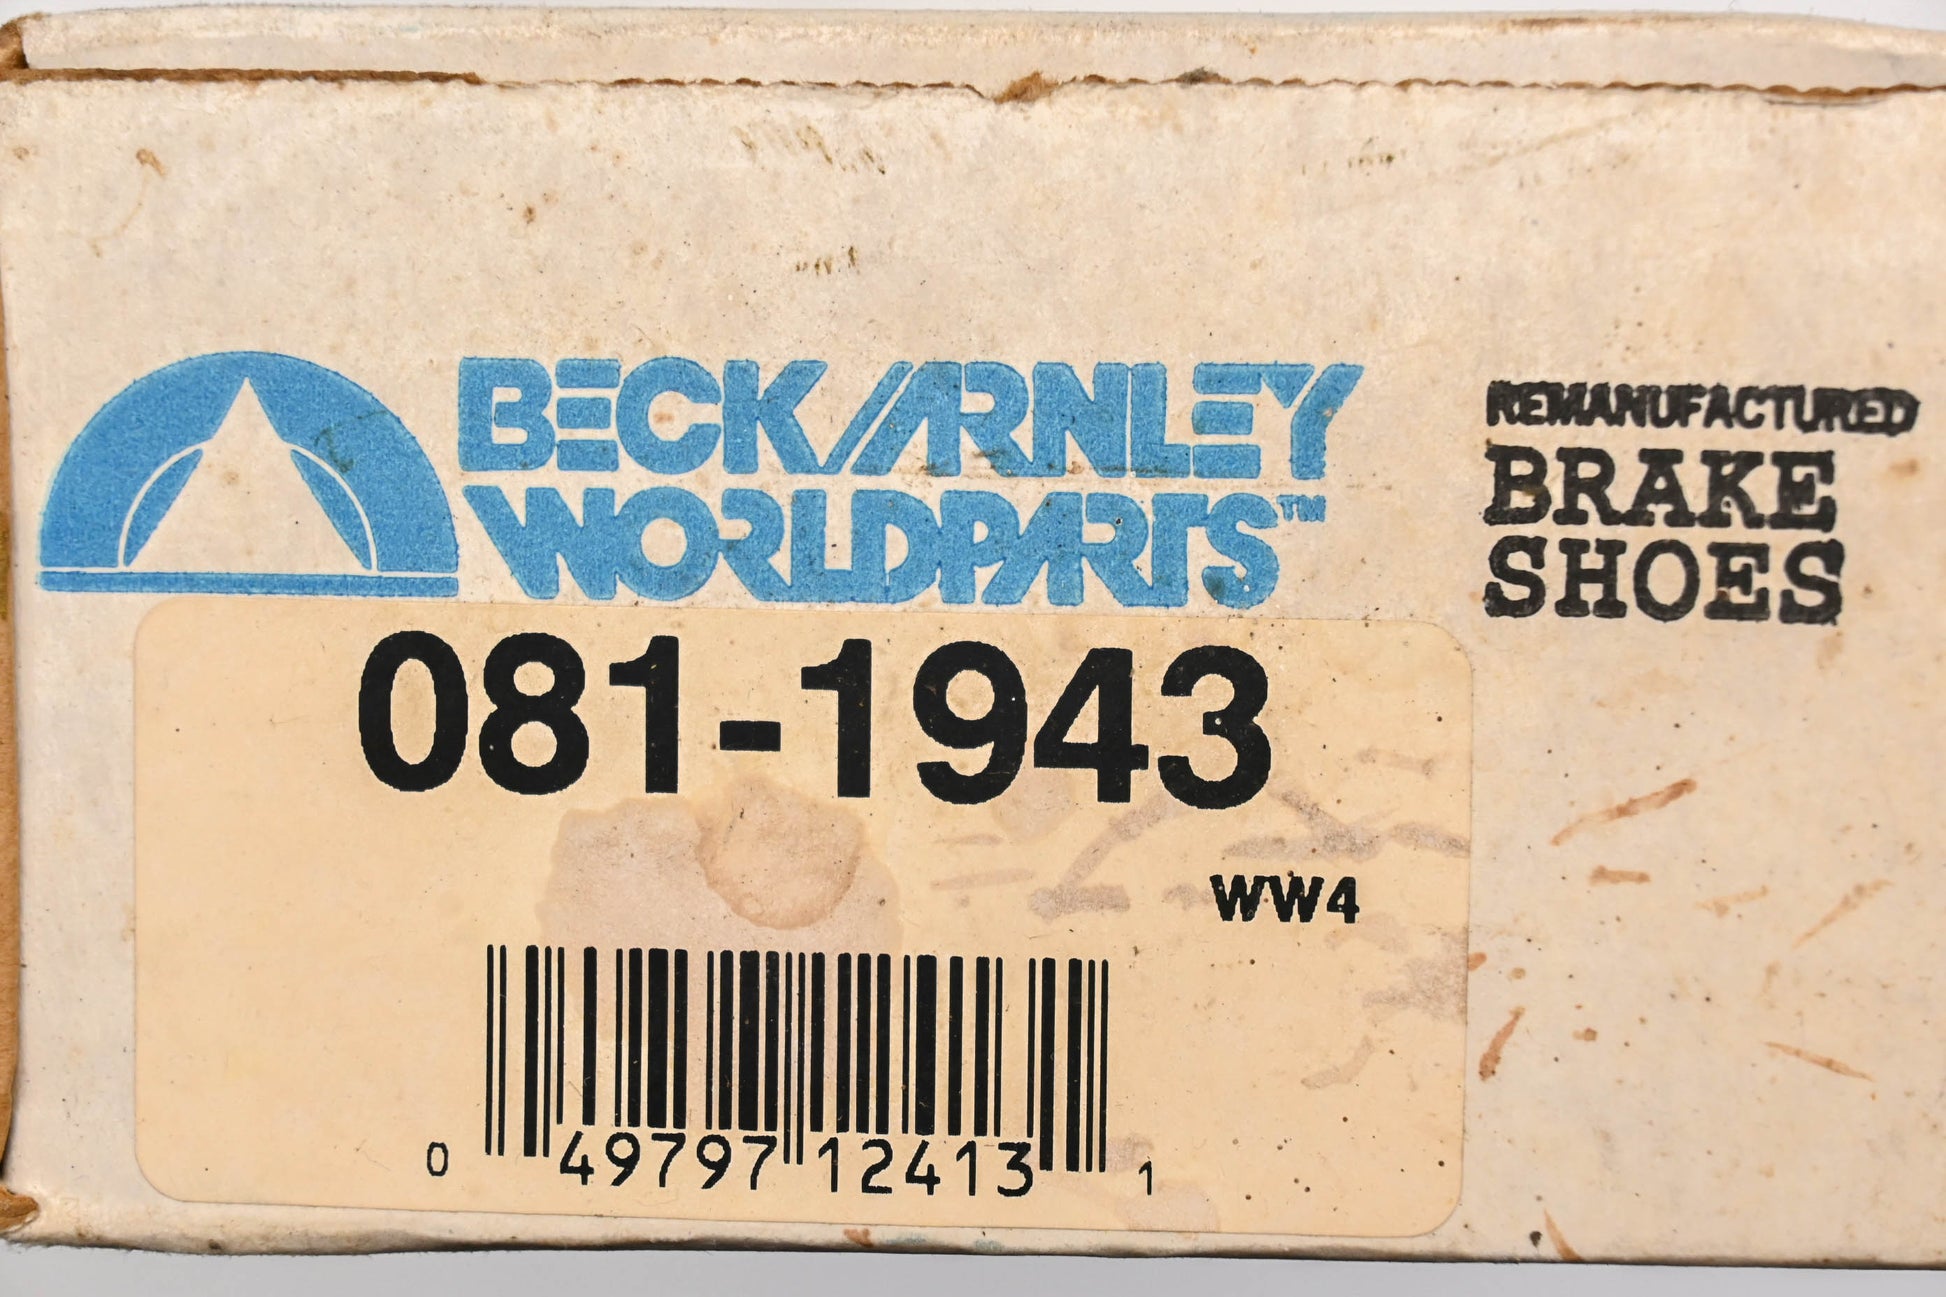 BECK/ARNLEY
WORLDPARTS™
REMANUFACTURED
BRAKE
SHOES
081-1943
WW4
0 49797 12413 1